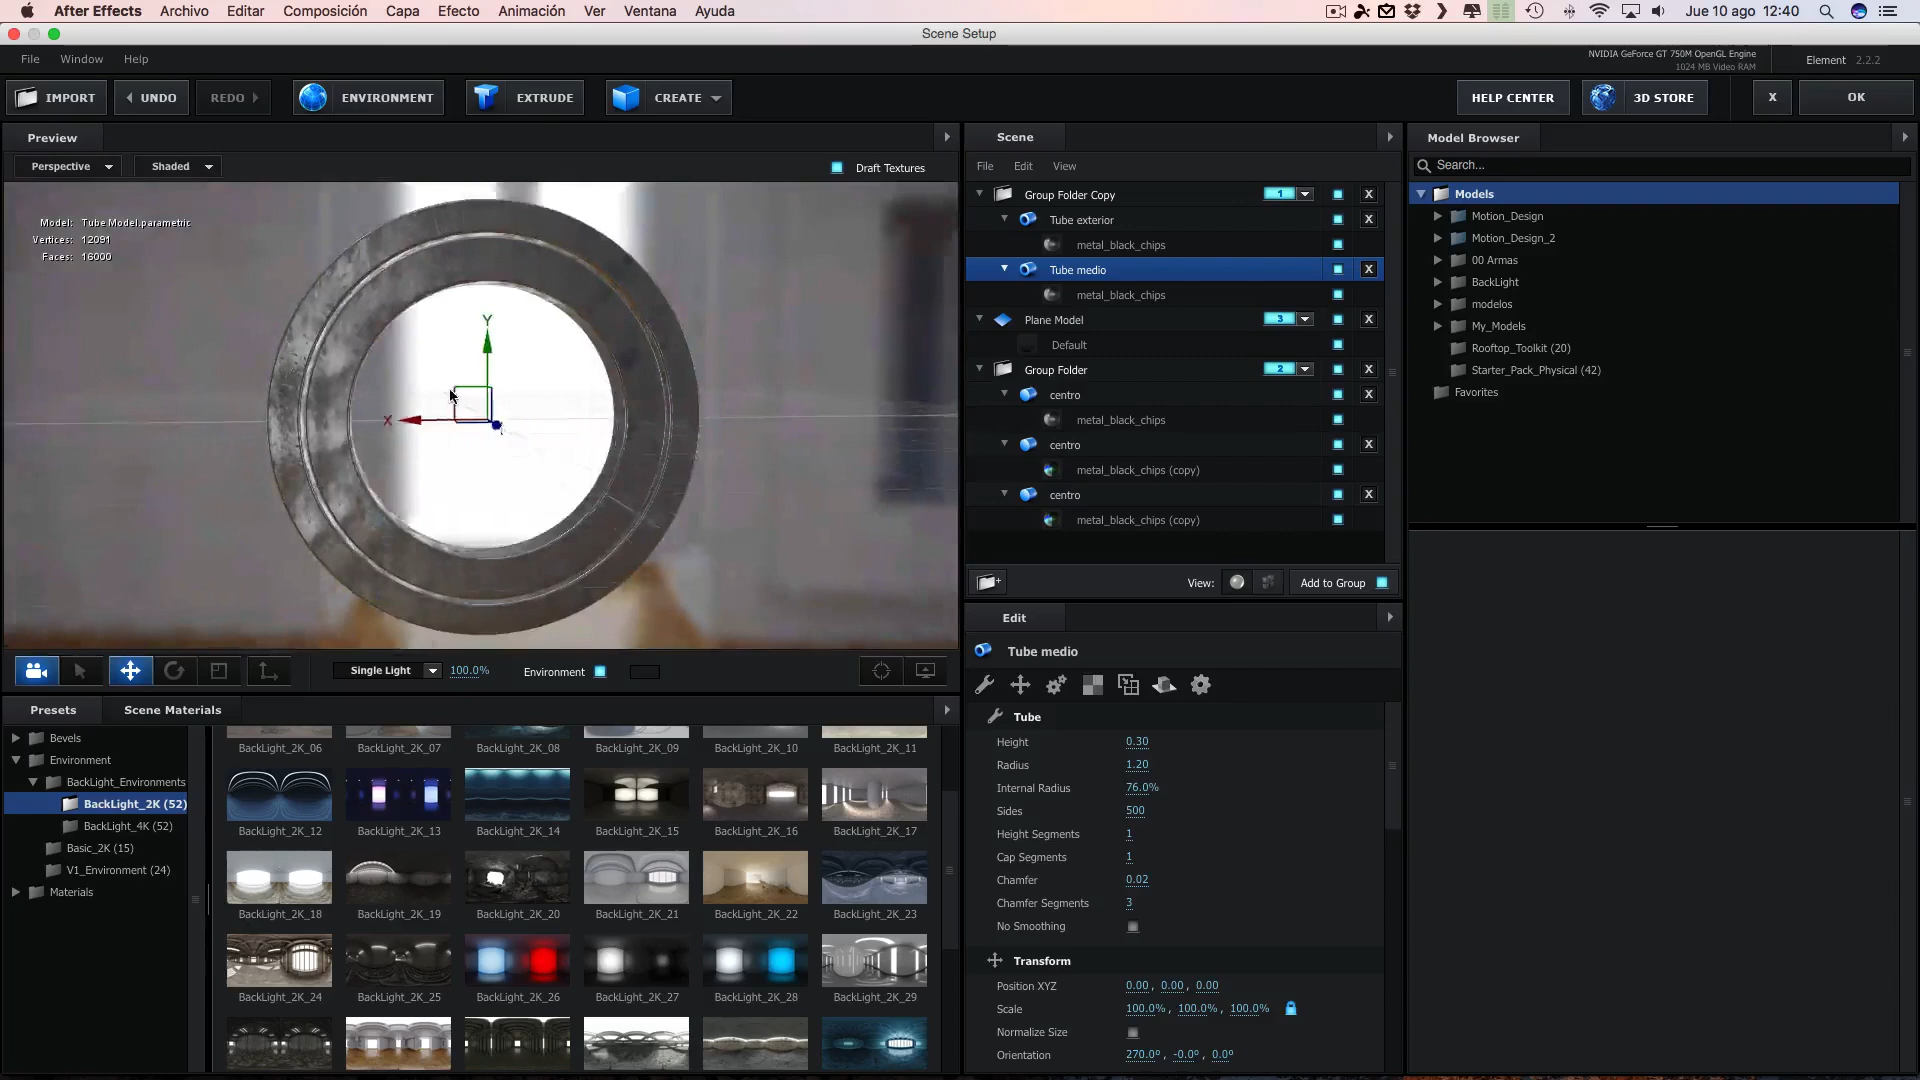 After Effects Archivo Editar Composición Capa Efecto Animación Ver Ventana Ayuda Jue 10 ago 12:40
Scene Setup
File Window Help
NVIDIA GeForce GT 750M OpenGL Engine
1024 MB Video RAM
Element 2.2.2
IMPORT UNDO REDO ENVIRONMENT EXTRUDE CREATE HELP CENTER 3D STORE X OK
Preview
Perspective Shaded Draft Textures
Model: Tube Model.parametric
Vertices: 12091
Faces: 16000
Y
X
Single Light 100.0% Environment
Scene
File Edit View
Group Folder Copy 1 X
Tube exterior X
metal_black_chips
Tube medio X
metal_black_chips
Plane Model 3 X
Default
Group Folder 2 X
centro X
metal_black_chips
centro X
metal_black_chips (copy)
centro X
metal_black_chips (copy)
View: Add to Group
Model Browser
Search...
Models
Motion_Design
Motion_Design_2
00 Armas
BackLight
modelos
My_Models
Rooftop_Toolkit (20)
Starter_Pack_Physical (42)
Favorites
Edit
Tube medio
Tube
Height 0.30
Radius 1.20
Internal Radius 76.0%
Sides 500
Height Segments 1
Cap Segments 1
Chamfer 0.02
Chamfer Segments 3
No Smoothing
Transform
Position XYZ 0.00, 0.00, 0.00
Scale 100.0%, 100.0%, 100.0%
Normalize Size
Orientation 270.0º, -0.0º, 0.0º
Presets Scene Materials
Bevels
Environment
BackLight_Environments
BackLight_2K (52)
BackLight_4K (52)
Basic_2K (15)
V1_Environment (24)
Materials
BackLight_2K_06 BackLight_2K_07 BackLight_2K_08 BackLight_2K_09 BackLight_2K_10 BackLight_2K_11
BackLight_2K_12 BackLight_2K_13 BackLight_2K_14 BackLight_2K_15 BackLight_2K_16 BackLight_2K_17
BackLight_2K_18 BackLight_2K_19 BackLight_2K_20 BackLight_2K_21 BackLight_2K_22 BackLight_2K_23
BackLight_2K_24 BackLight_2K_25 BackLight_2K_26 BackLight_2K_27 BackLight_2K_28 BackLight_2K_29